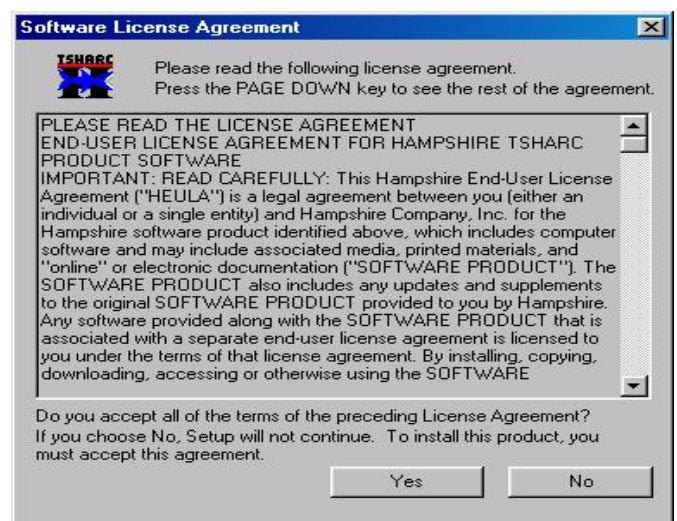 Software License Agreement
TSHARC
Please read the following license agreement.
Press the PAGE DOWN key to see the rest of the agreement.
PLEASE READ THE LICENSE AGREEMENT
END-USER LICENSE AGREEMENT FOR HAMPSHIRE TSHARC
PRODUCT SOFTWARE
IMPORTANT: READ CAREFULLY: This Hampshire End-User License
Agreement ("HEULA") is a legal agreement between you (either an
individual or a single entity) and Hampshire Company, Inc. for the
Hampshire software product identified above, which includes computer
software and may include associated media, printed materials, and
"online" or electronic documentation ("SOFTWARE PRODUCT"). The
SOFTWARE PRODUCT also includes any updates and supplements
to the original SOFTWARE PRODUCT provided to you by Hampshire.
Any software provided along with the SOFTWARE PRODUCT that is
associated with a separate end-user license agreement is licensed to
you under the terms of that license agreement. By installing, copying,
downloading, accessing or otherwise using the SOFTWARE
Do you accept all of the terms of the preceding License Agreement?
If you choose No, Setup will not continue. To install this product, you
must accept this agreement.
Yes
No